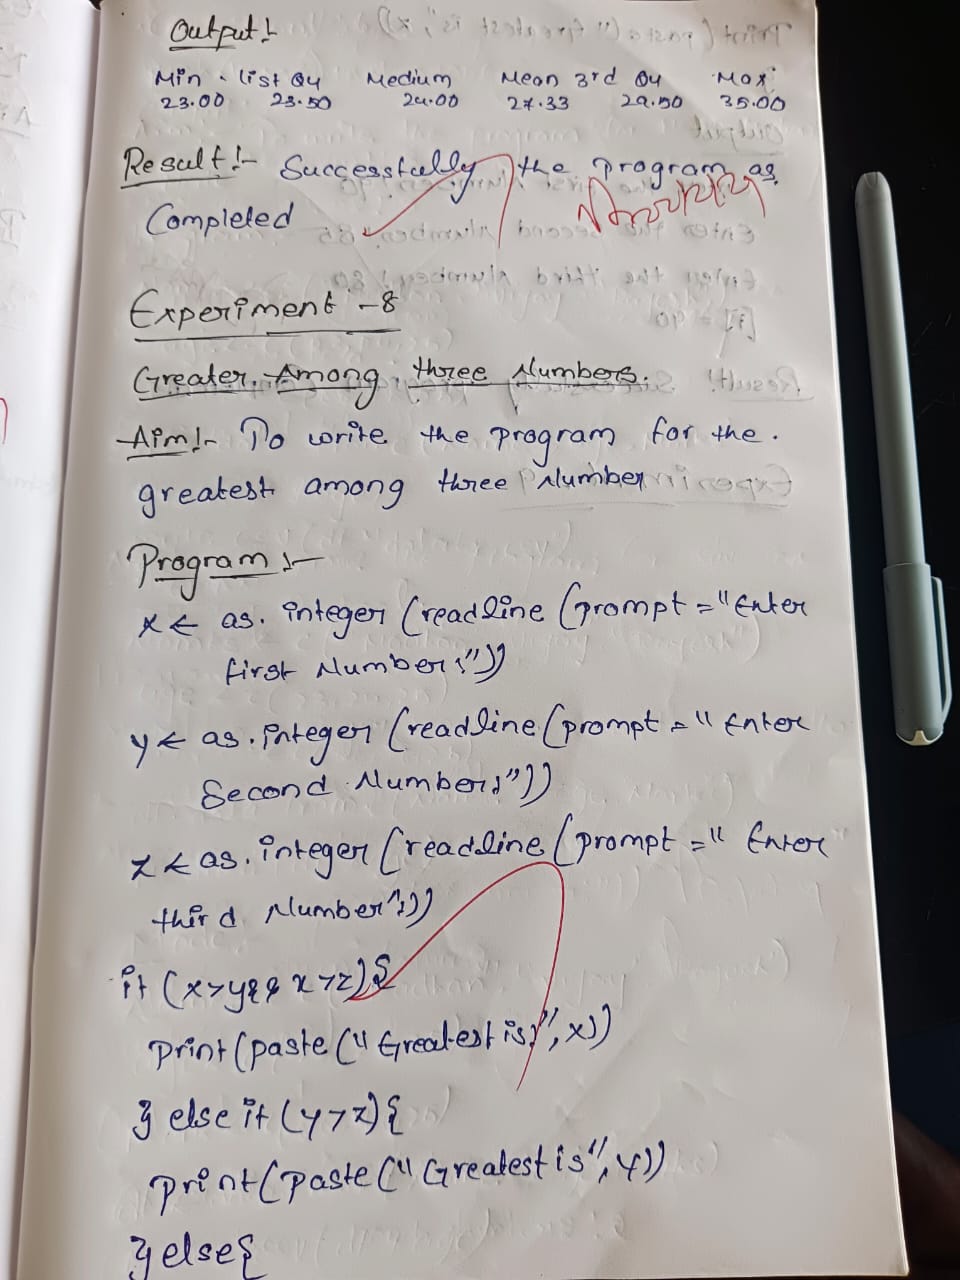 Output :-
Min . list Qu Medium Mean 3rd Qu Max
23.00 23.50 24.00 27.33 29.50 35.00
Result :- Successfully the program as
Completed
Experiment -8
Greater Among three Numbers.
Aim :- To write the program for the.
greatest among three Number
Program :-
x ← as. integer (readline (prompt = "Enter
first Number :"))
y ← as. integer (readline (prompt = "Enter
Second Number :"))
z ← as. integer (readline (prompt = "Enter
third Number :"))
if (x>y && x>z) {
print (paste ("Greatest is :", x))
} else if (y>z) {
print (paste ("Greatest is", y))
} else {